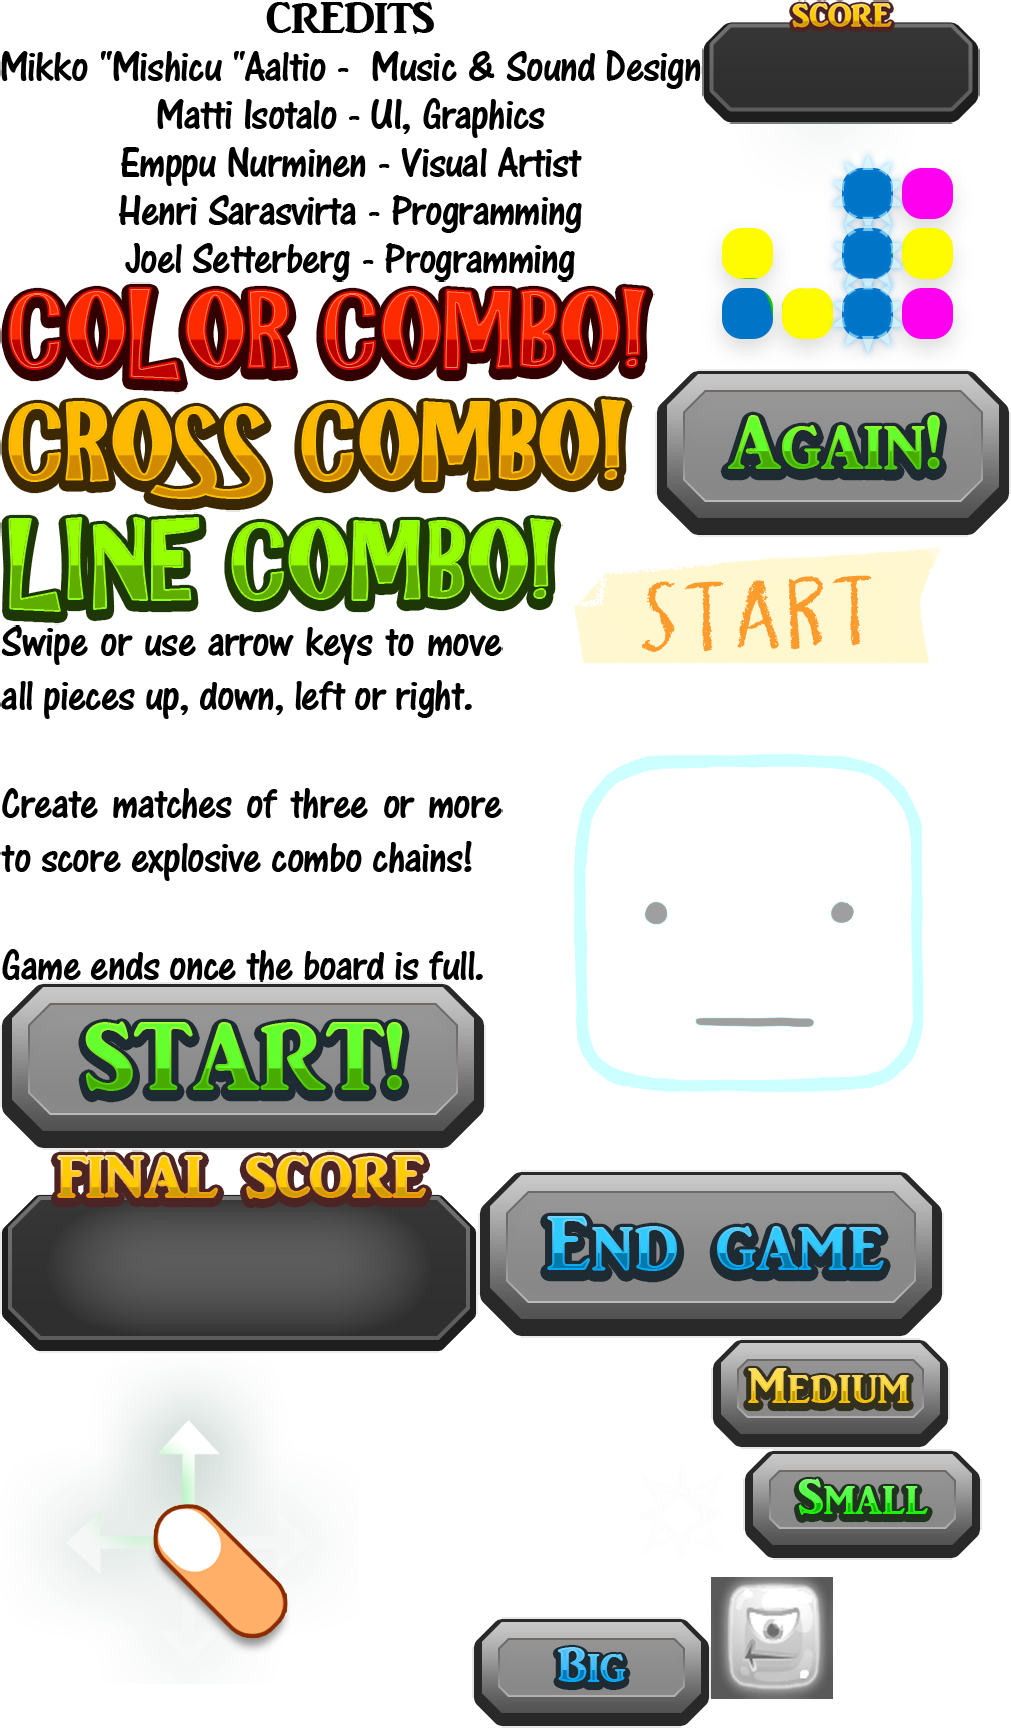 CREDITS
SCORE
Mikko "Mishicu "Aaltio -  Music & Sound Design
Matti Isotalo - UI, Graphics
Emppu Nurminen - Visual Artist
Henri Sarasvirta - Programming
Joel Setterberg - Programming
COLOR COMBO!
CROSS COMBO!
AGAIN!
LINE COMBO!
START
Swipe or use arrow keys to move
all pieces up, down, left or right.
Create matches of three or more
to score explosive combo chains!
Game ends once the board is full.
START!
FINAL SCORE
END GAME
MEDIUM
SMALL
BIG